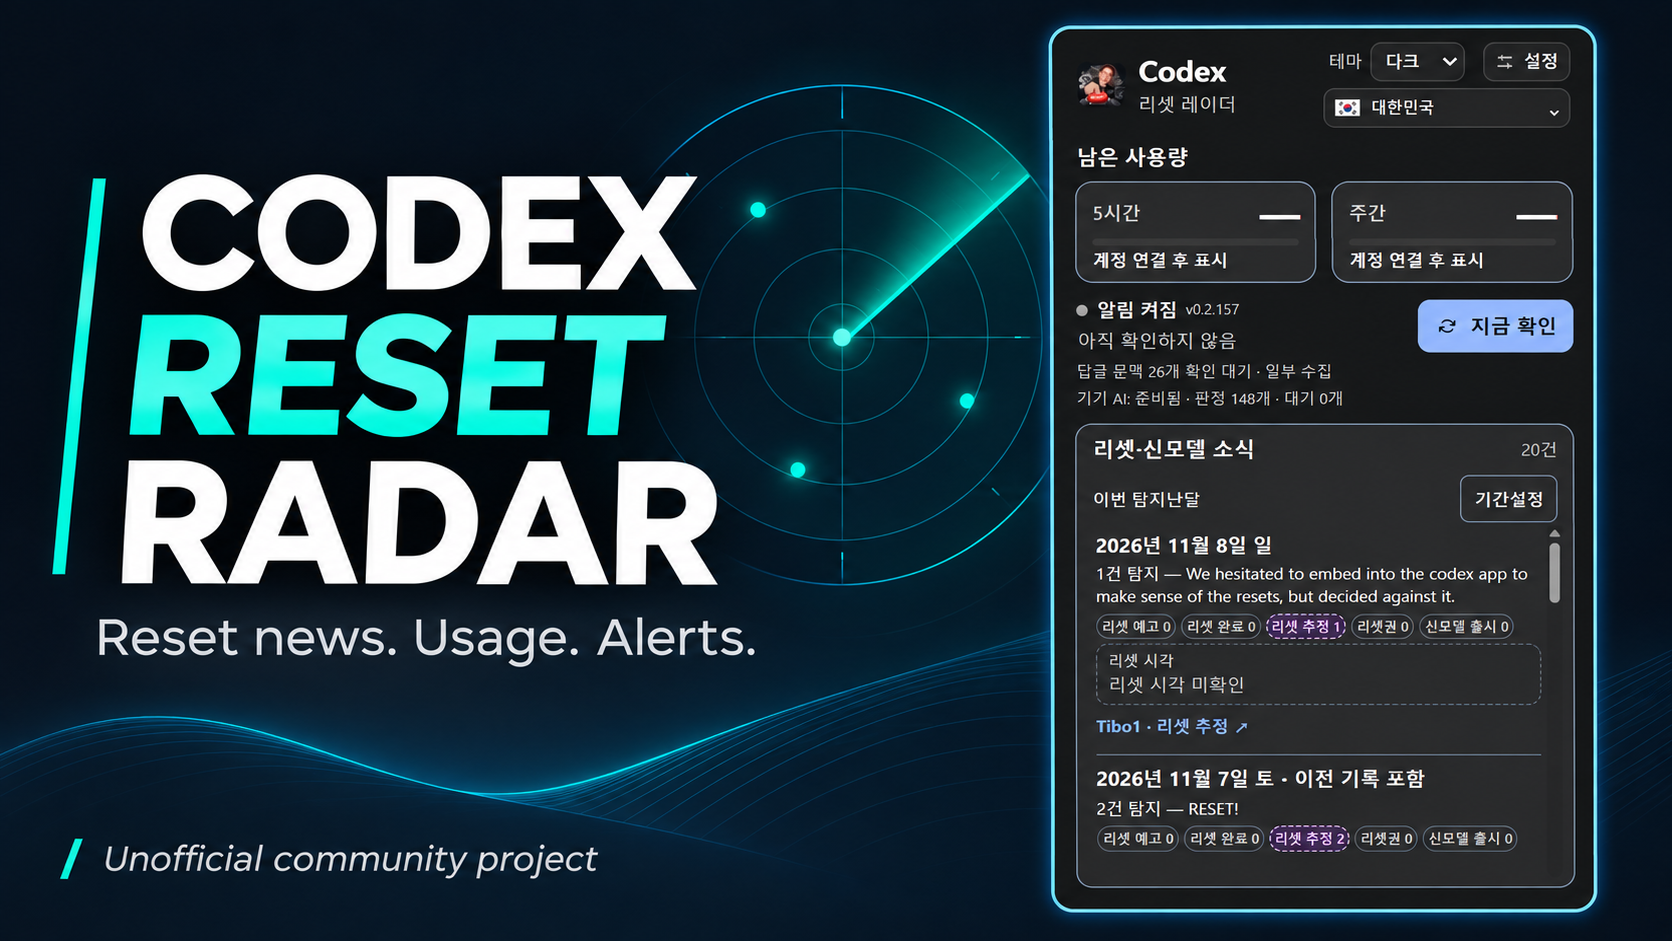 CODEX
RESET
RADAR
Reset news. Usage. Alerts.
Unofficial community project
Codex
리셋 레이더
테마
다크
설정
대한민국
남은 사용량
5시간
계정 연결 후 표시
주간
계정 연결 후 표시
알림 켜짐 v0.2.157
아직 확인하지 않음
지금 확인
답글 문맥 26개 확인 대기 · 일부 수집
기기 AI: 준비됨 · 판정 148개 · 대기 0개
리셋·신모델 소식
20건
이번 탐지난달
기간설정
2026년 11월 8일 일
1건 탐지 — We hesitated to embed into the codex app to
make sense of the resets, but decided against it.
리셋 예고 0 리셋 완료 0 리셋 추정 1 리셋권 0 신모델 출시 0
리셋 시각
리셋 시각 미확인
Tibo1 · 리셋 추정 ↗
2026년 11월 7일 토 · 이전 기록 포함
2건 탐지 — RESET!
리셋 예고 0 리셋 완료 0 리셋 추정 2 리셋권 0 신모델 출시 0